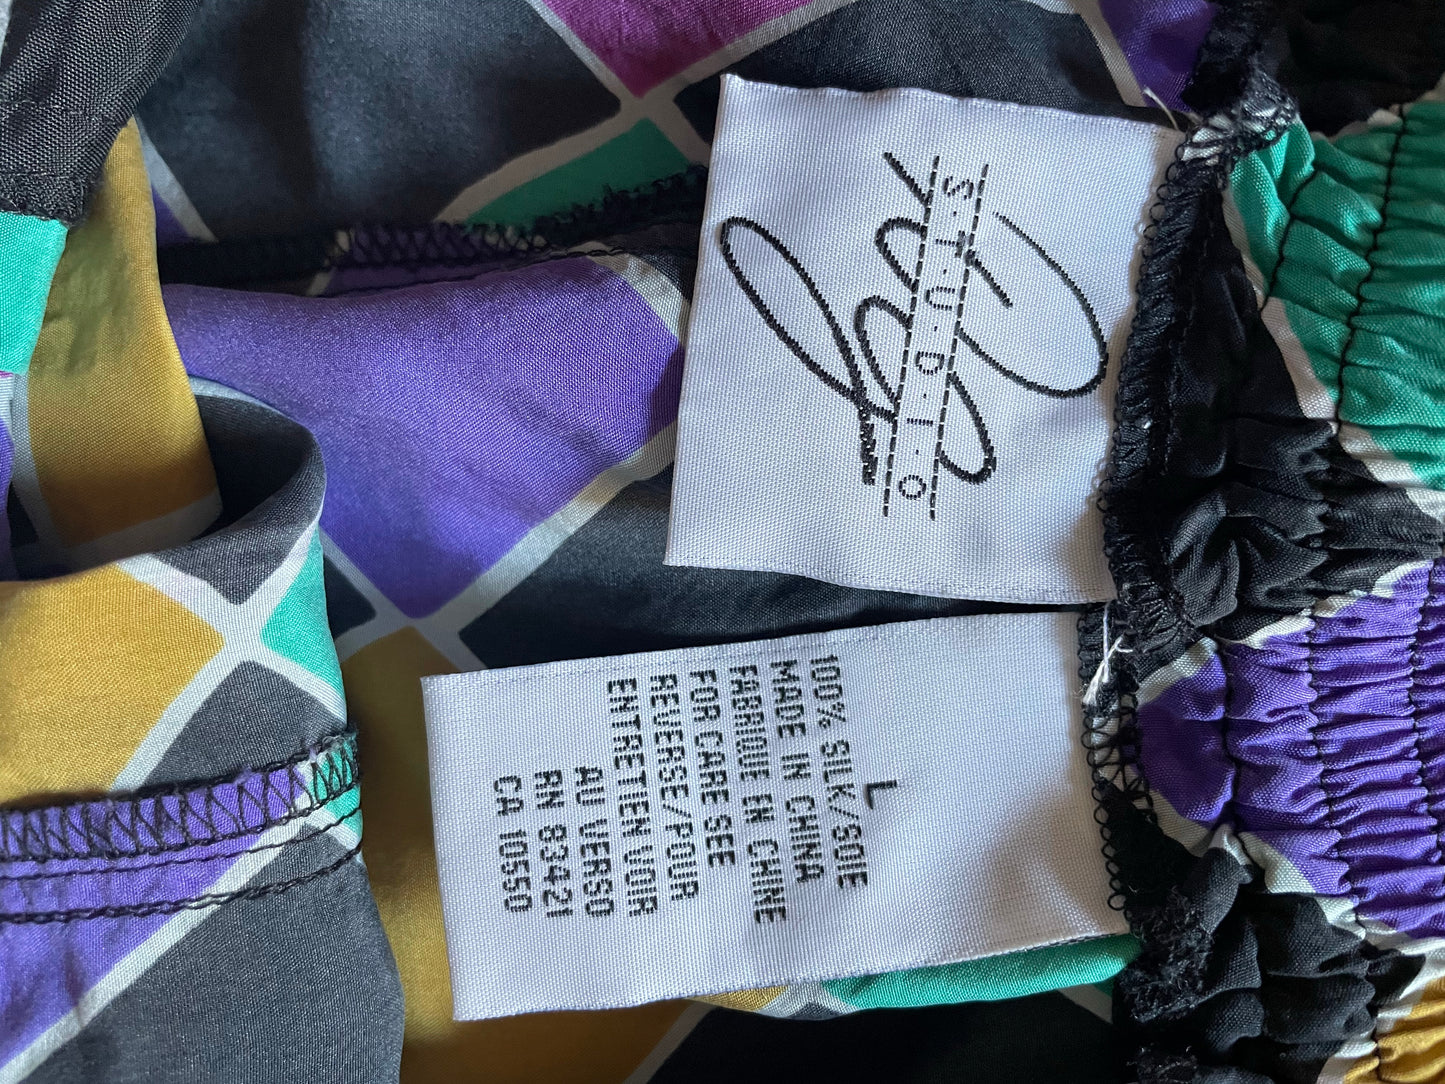 S·T·U·D·I·O
L
100% SILK/SOIE
MADE IN CHINA
FABRIQUE EN CHINE
FOR CARE SEE
REVERSE/POUR
ENTRETIEN VOIR
AU VERSO
RN 83421
CA 10550